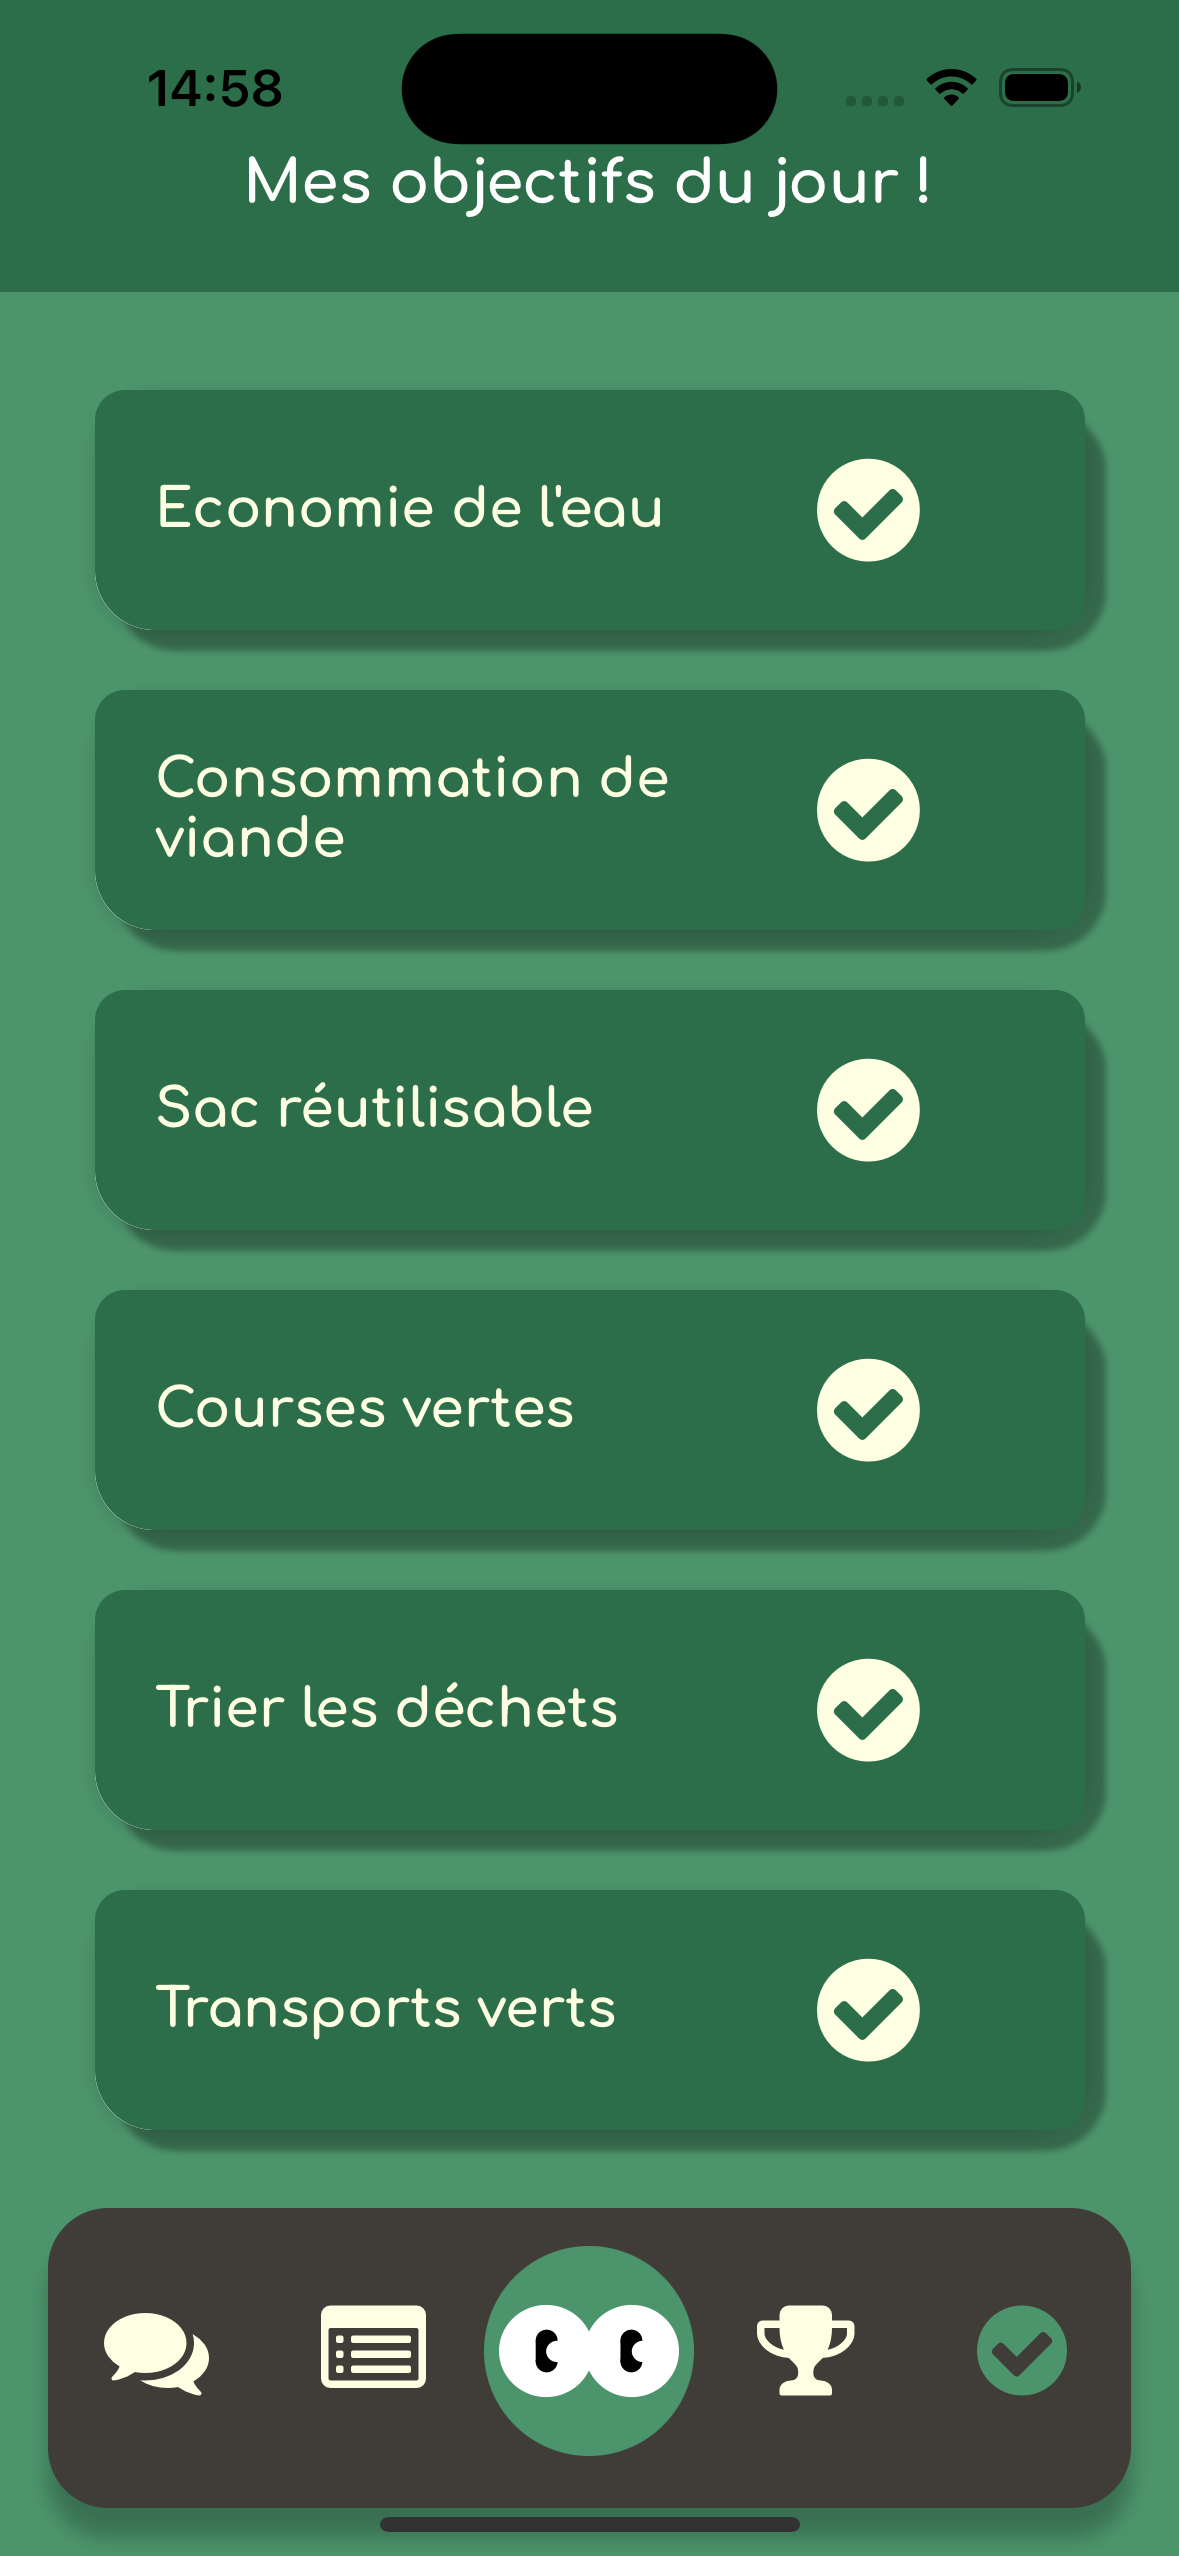 14:58
Mes objectifs du jour !
Economie de l'eau
Consommation de
viande
Sac réutilisable
Courses vertes
Trier les déchets
Transports verts